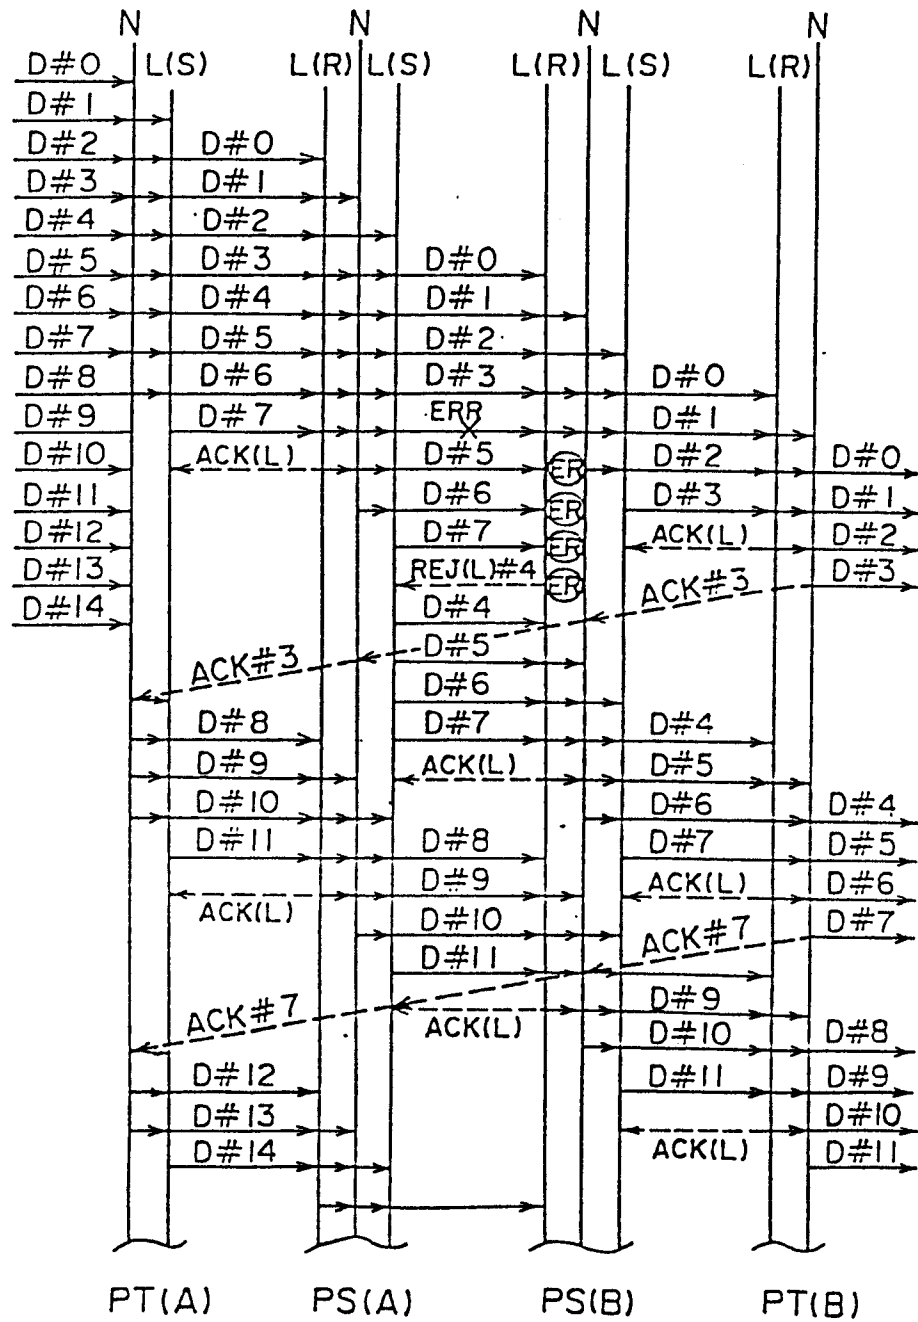 N N N N
L(S) L(R) L(S) L(R) L(S) L(R)
D#0
D#1
D#2 D#0
D#3 D#1
D#4 D#2
D#5 D#3 D#0
D#6 D#4 D#1
D#7 D#5 D#2
D#8 D#6 D#3 D#0
D#9 D#7 ERR D#1
D#10 ACK(L) D#5 ER D#2 D#0
D#11 D#6 ER D#3 D#1
D#12 D#7 ER ACK(L) D#2
D#13 REJ(L)#4 ER ACK#3 D#3
D#14 D#4
ACK#3 D#5
D#6
D#8 D#7 D#4
D#9 ACK(L) D#5
D#10 D#6 D#4
D#11 D#8 D#7 D#5
ACK(L) D#9 ACK(L) D#6
D#10 ACK#7 D#7
D#11
ACK#7 ACK(L) D#9
D#10 D#8
D#12 D#11 D#9
D#13 ACK(L) D#10
D#14 D#11
PT(A) PS(A) PS(B) PT(B)